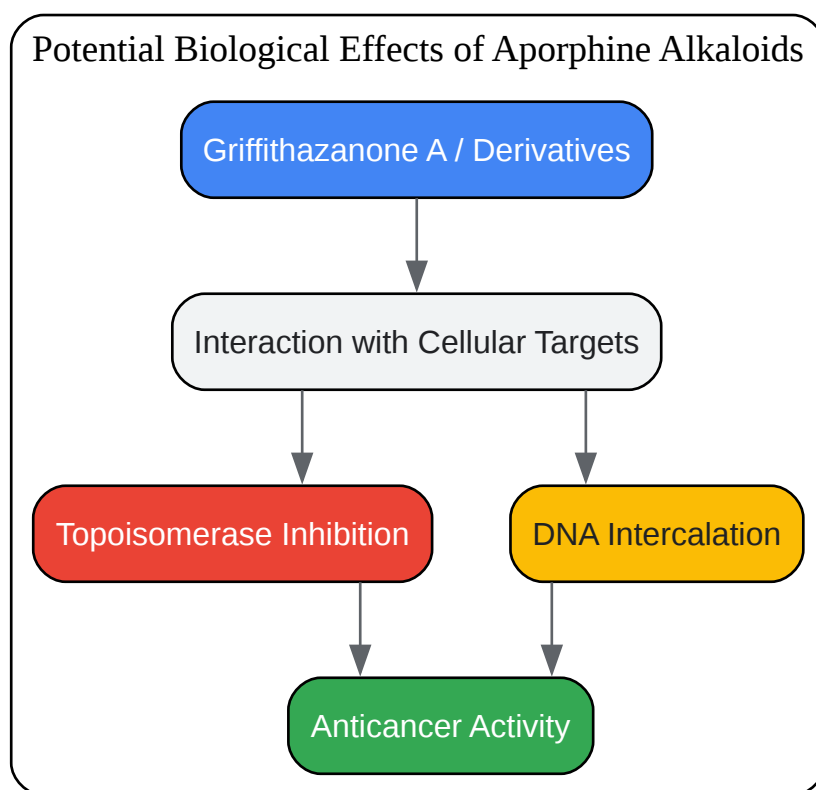 Potential Biological Effects of Aporphine Alkaloids
Griffithazanone A / Derivatives
Interaction with Cellular Targets
Topoisomerase Inhibition
DNA Intercalation
Anticancer Activity